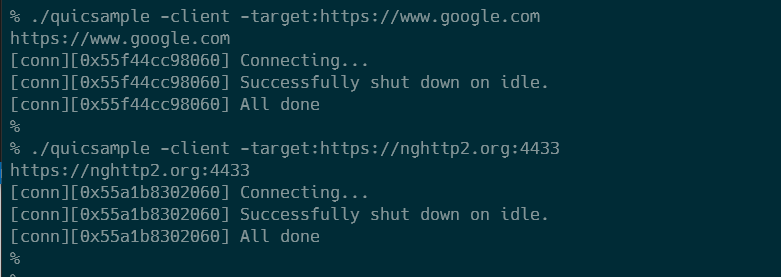 % ./quicsample -client -target:https://www.google.com
https://www.google.com
[conn][0x55f44cc98060] Connecting...
[conn][0x55f44cc98060] Successfully shut down on idle.
[conn][0x55f44cc98060] All done
%
% ./quicsample -client -target:https://nghttp2.org:4433
https://nghttp2.org:4433
[conn][0x55a1b8302060] Connecting...
[conn][0x55a1b8302060] Successfully shut down on idle.
[conn][0x55a1b8302060] All done
%